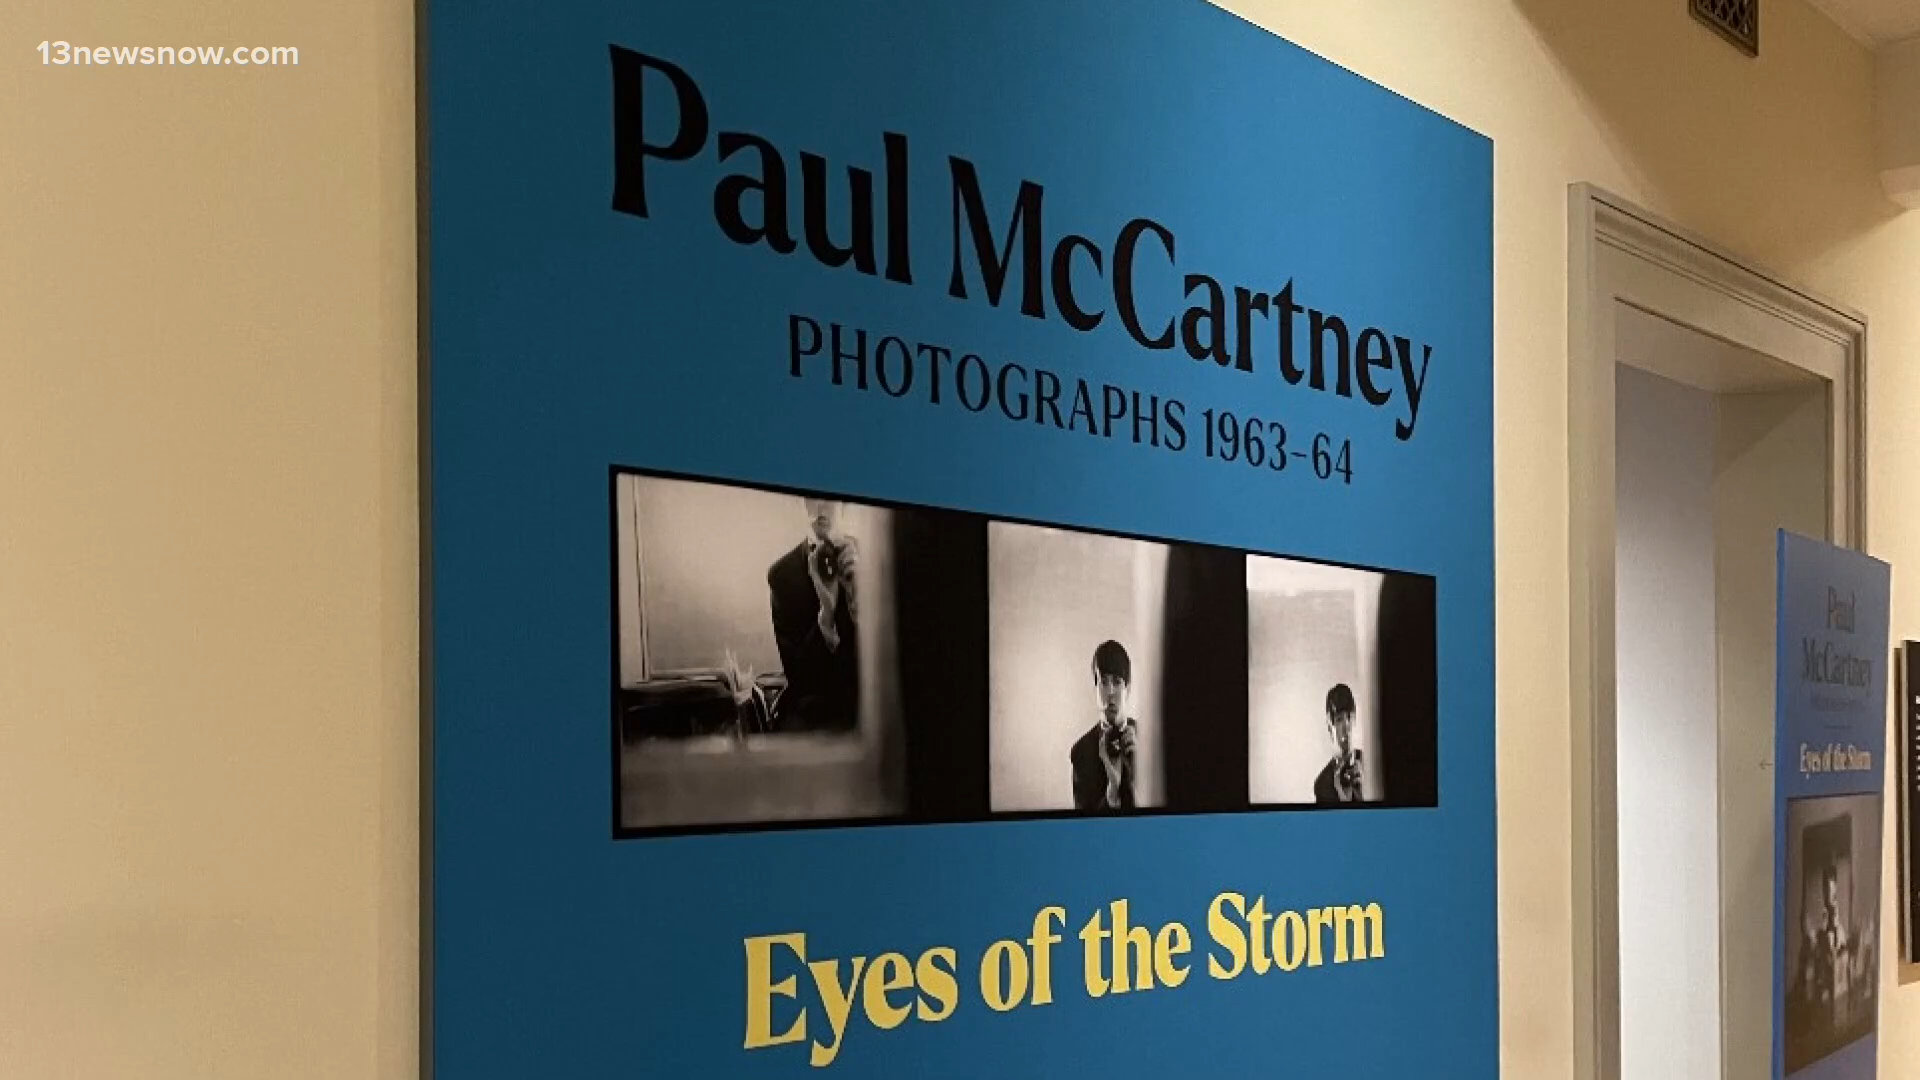 13newsnow.com
Paul McCartney
PHOTOGRAPHS 1963-64
Eyes of the Storm
Paul
McCartney
Eyes of the Storm